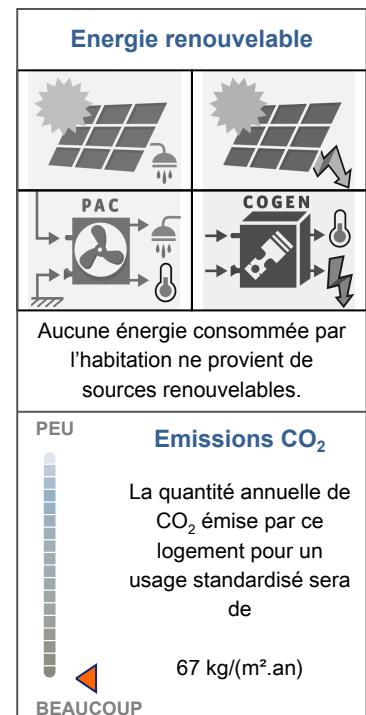 Energie renouvelable
PAC
COGEN
Aucune énergie consommée par
l'habitation ne provient de
sources renouvelables.
PEU
Emissions CO₂
La quantité annuelle de
CO₂ émise par ce
logement pour un
usage standardisé sera
de
67 kg/(m².an)
BEAUCOUP